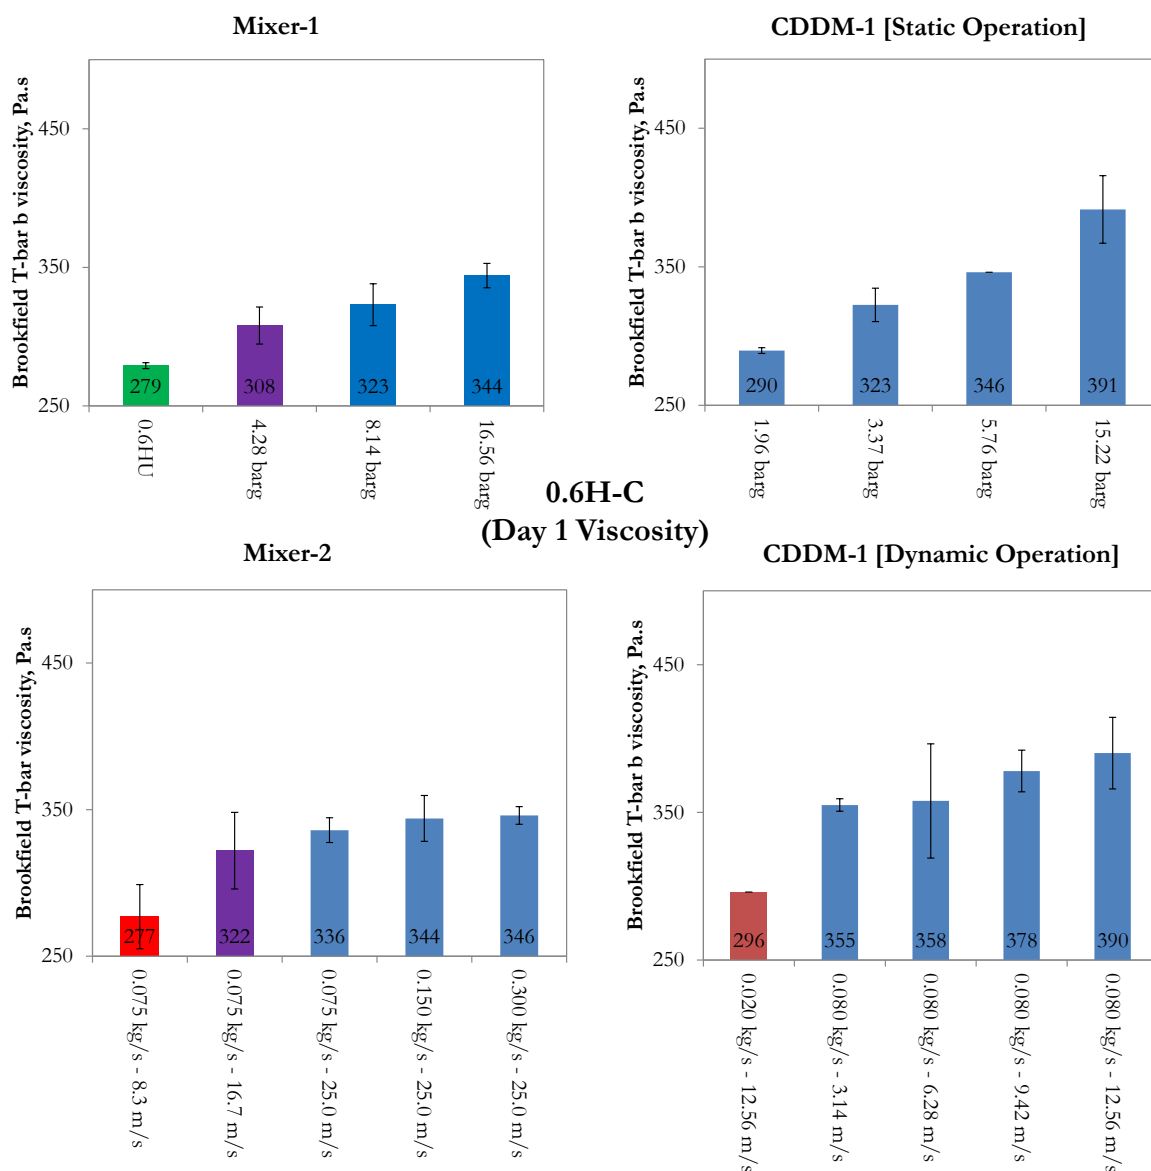 Mixer-1
CDDM-1 [Static Operation]
Brookfield T-bar b viscosity, Pa.s
450
350
250
279
308
323
344
0.6HU
4.28 barg
8.14 barg
16.56 barg
Brookfield T-bar b viscosity, Pa.s
450
350
250
290
323
346
391
1.96 barg
3.37 barg
5.76 barg
15.22 barg
0.6H-C
(Day 1 Viscosity)
Mixer-2
CDDM-1 [Dynamic Operation]
Brookfield T-bar viscosity, Pa.s
450
350
250
277
322
336
344
346
0.075 kg/s - 8.3 m/s
0.075 kg/s - 16.7 m/s
0.075 kg/s - 25.0 m/s
0.150 kg/s - 25.0 m/s
0.300 kg/s - 25.0 m/s
Brookfield T-bar b viscosity, Pa.s
450
350
250
296
355
358
378
390
0.020 kg/s - 12.56 m/s
0.080 kg/s - 3.14 m/s
0.080 kg/s - 6.28 m/s
0.080 kg/s - 9.42 m/s
0.080 kg/s - 12.56 m/s